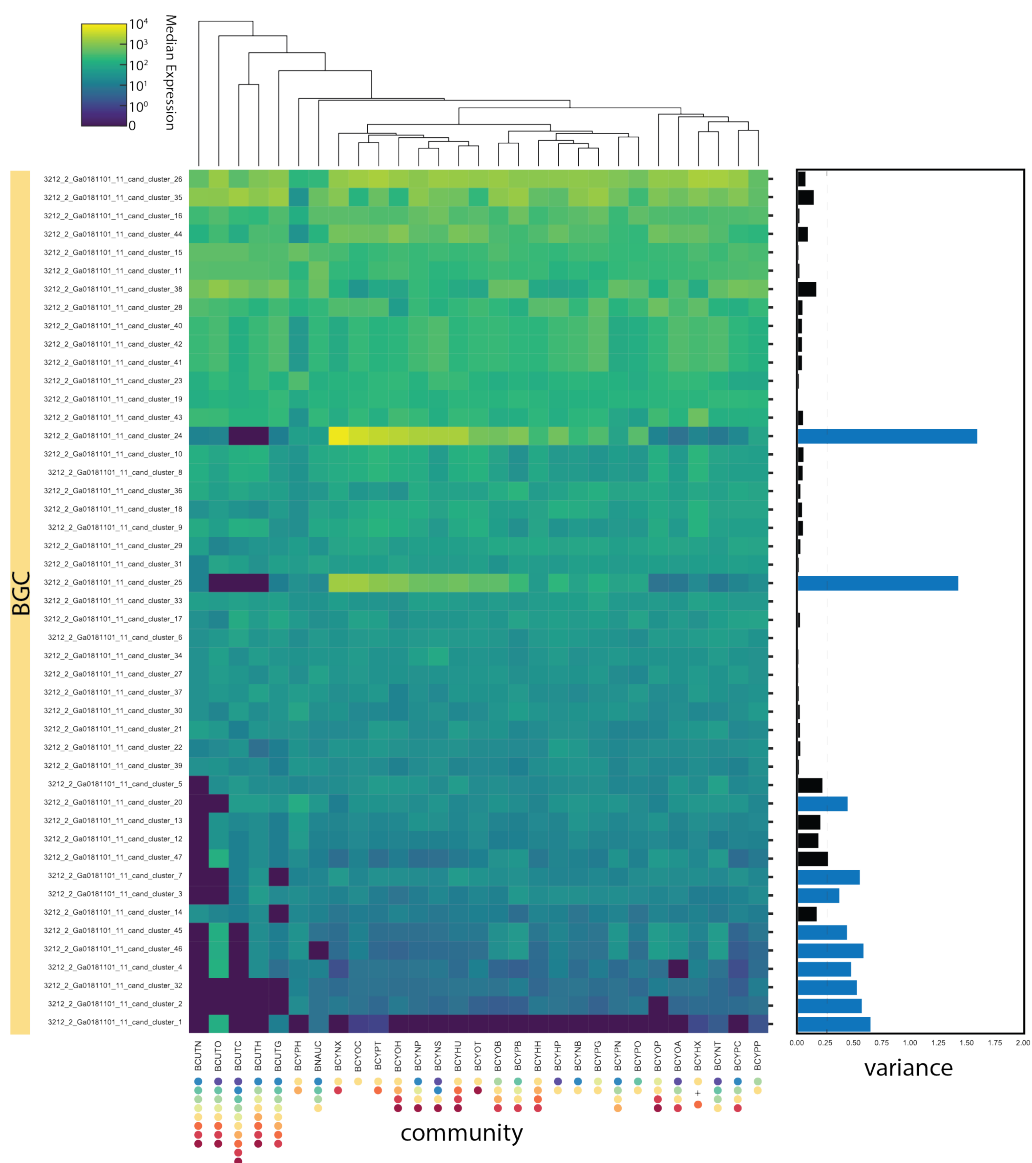 10⁴
10³
10²
10¹
10⁰
0
Median Expression
BGC
3212_2_Ga0181101_11_cand_cluster_26
3212_2_Ga0181101_11_cand_cluster_35
3212_2_Ga0181101_11_cand_cluster_16
3212_2_Ga0181101_11_cand_cluster_44
3212_2_Ga0181101_11_cand_cluster_15
3212_2_Ga0181101_11_cand_cluster_11
3212_2_Ga0181101_11_cand_cluster_38
3212_2_Ga0181101_11_cand_cluster_28
3212_2_Ga0181101_11_cand_cluster_40
3212_2_Ga0181101_11_cand_cluster_42
3212_2_Ga0181101_11_cand_cluster_41
3212_2_Ga0181101_11_cand_cluster_23
3212_2_Ga0181101_11_cand_cluster_19
3212_2_Ga0181101_11_cand_cluster_43
3212_2_Ga0181101_11_cand_cluster_24
3212_2_Ga0181101_11_cand_cluster_10
3212_2_Ga0181101_11_cand_cluster_8
3212_2_Ga0181101_11_cand_cluster_36
3212_2_Ga0181101_11_cand_cluster_18
3212_2_Ga0181101_11_cand_cluster_9
3212_2_Ga0181101_11_cand_cluster_29
3212_2_Ga0181101_11_cand_cluster_31
3212_2_Ga0181101_11_cand_cluster_25
3212_2_Ga0181101_11_cand_cluster_33
3212_2_Ga0181101_11_cand_cluster_17
3212_2_Ga0181101_11_cand_cluster_6
3212_2_Ga0181101_11_cand_cluster_34
3212_2_Ga0181101_11_cand_cluster_27
3212_2_Ga0181101_11_cand_cluster_37
3212_2_Ga0181101_11_cand_cluster_30
3212_2_Ga0181101_11_cand_cluster_21
3212_2_Ga0181101_11_cand_cluster_22
3212_2_Ga0181101_11_cand_cluster_39
3212_2_Ga0181101_11_cand_cluster_5
3212_2_Ga0181101_11_cand_cluster_20
3212_2_Ga0181101_11_cand_cluster_13
3212_2_Ga0181101_11_cand_cluster_12
3212_2_Ga0181101_11_cand_cluster_47
3212_2_Ga0181101_11_cand_cluster_7
3212_2_Ga0181101_11_cand_cluster_3
3212_2_Ga0181101_11_cand_cluster_14
3212_2_Ga0181101_11_cand_cluster_45
3212_2_Ga0181101_11_cand_cluster_46
3212_2_Ga0181101_11_cand_cluster_4
3212_2_Ga0181101_11_cand_cluster_32
3212_2_Ga0181101_11_cand_cluster_2
3212_2_Ga0181101_11_cand_cluster_1
BCUTN
BCUTO
BCUTC
BCUTH
BCUTG
BCYPH
BNAUC
BCYNX
BCYOC
BCYPT
BCYOH
BCYNP
BCYNS
BCYHU
BCYOT
BCYOB
BCYPB
BCYHH
BCYHP
BCYNB
BCYPG
BCYPN
BCYPO
BCYOP
BCYOA
BCYHX
BCYNT
BCYPC
BCYPP
+
community
0.00 0.25 0.50 0.75 1.00 1.25 1.50 1.75 2.00
variance